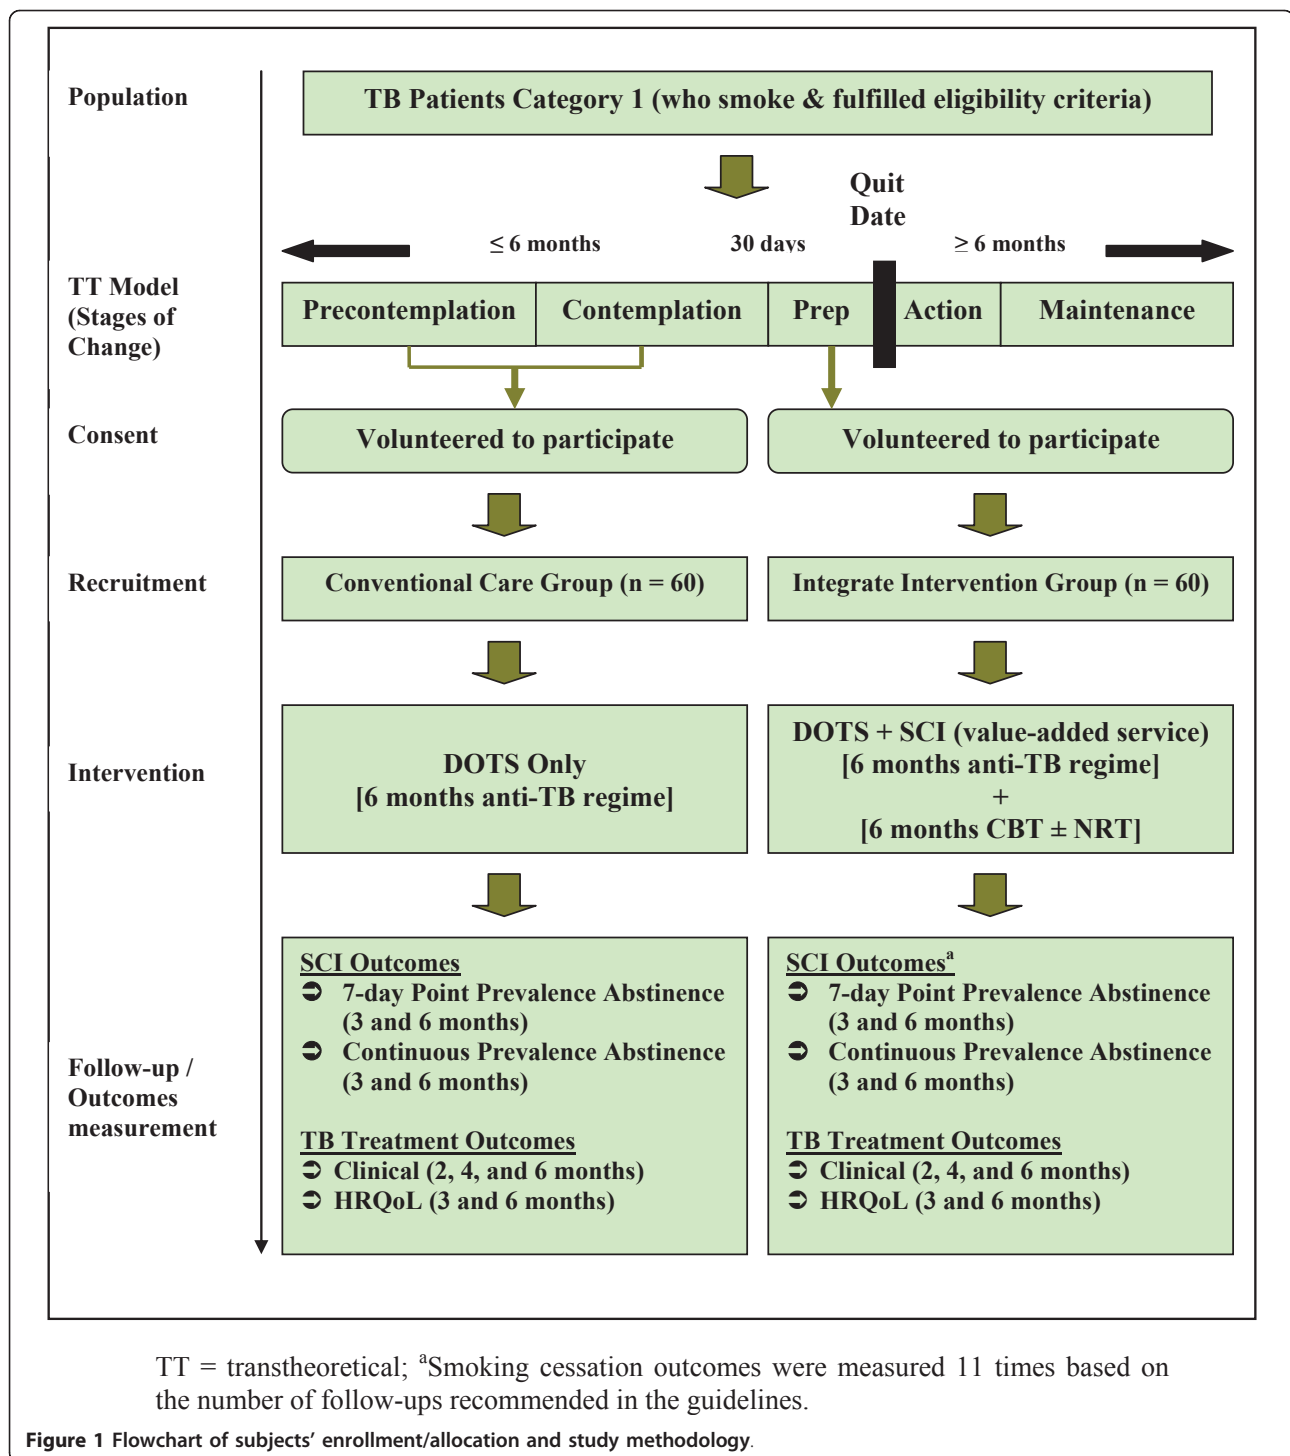 Population
TB Patients Category 1 (who smoke & fulfilled eligibility criteria)
Quit
Date
≤ 6 months 30 days ≥ 6 months
TT Model
(Stages of
Change)
Precontemplation Contemplation Prep Action Maintenance
Consent
Volunteered to participate Volunteered to participate
Recruitment
Conventional Care Group (n = 60) Integrate Intervention Group (n = 60)
Intervention
DOTS Only
[6 months anti-TB regime]
DOTS + SCI (value-added service)
[6 months anti-TB regime]
+
[6 months CBT ± NRT]
Follow-up /
Outcomes
measurement
SCI Outcomes
➲ 7-day Point Prevalence Abstinence
(3 and 6 months)
➲ Continuous Prevalence Abstinence
(3 and 6 months)
TB Treatment Outcomes
➲ Clinical (2, 4, and 6 months)
➲ HRQoL (3 and 6 months)
SCI Outcomesᵃ
➲ 7-day Point Prevalence Abstinence
(3 and 6 months)
➲ Continuous Prevalence Abstinence
(3 and 6 months)
TB Treatment Outcomes
➲ Clinical (2, 4, and 6 months)
➲ HRQoL (3 and 6 months)
TT = transtheoretical; ᵃSmoking cessation outcomes were measured 11 times based on
the number of follow-ups recommended in the guidelines.
Figure 1 Flowchart of subjects' enrollment/allocation and study methodology.